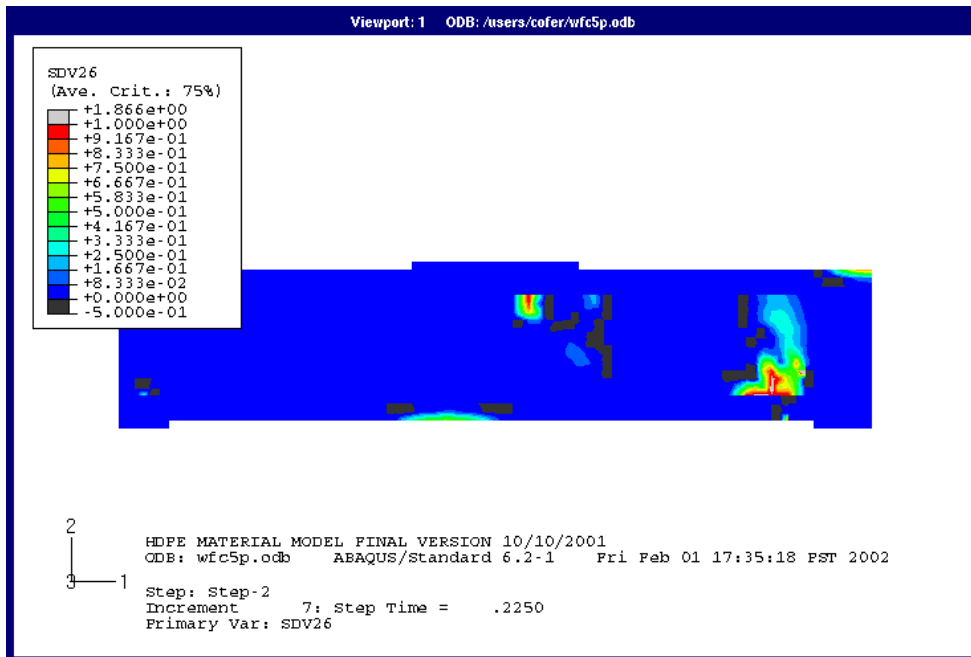 Viewport: 1 ODB: /users/cofer/wfc5p.odb
SDV26
(Ave. Crit.: 75%)
+1.866e+00
+1.000e+00
+9.167e-01
+8.333e-01
+7.500e-01
+6.667e-01
+5.833e-01
+5.000e-01
+4.167e-01
+3.333e-01
+2.500e-01
+1.667e-01
+8.333e-02
+0.000e+00
-5.000e-01
2
3
1
HDPE MATERIAL MODEL FINAL VERSION 10/10/2001
ODB: wfc5p.odb ABAQUS/Standard 6.2-1 Fri Feb 01 17:35:18 PST 2002
Step: Step-2
Increment 7: Step Time = .2250
Primary Var: SDV26